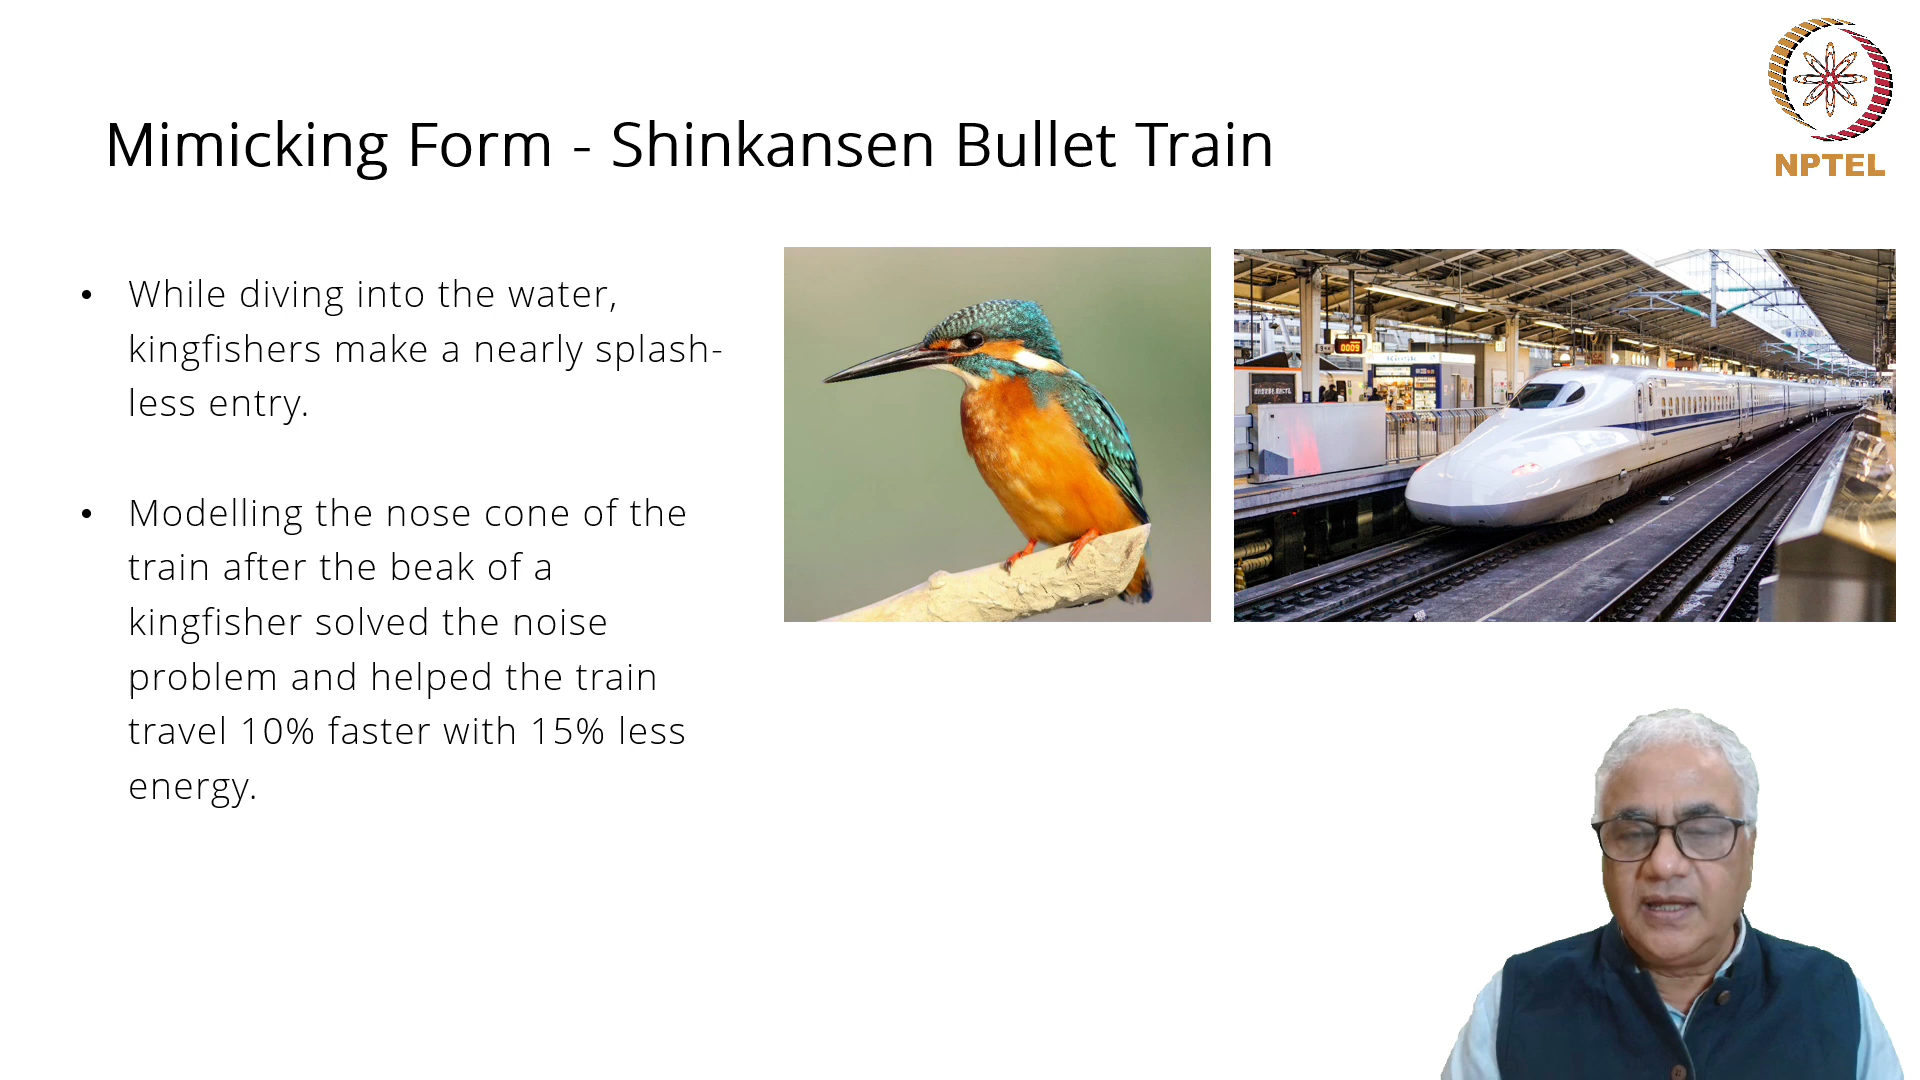 Mimicking Form - Shinkansen Bullet Train
NPTEL
• While diving into the water,
kingfishers make a nearly splash-
less entry.
• Modelling the nose cone of the
train after the beak of a
kingfisher solved the noise
problem and helped the train
travel 10% faster with 15% less
energy.
0009